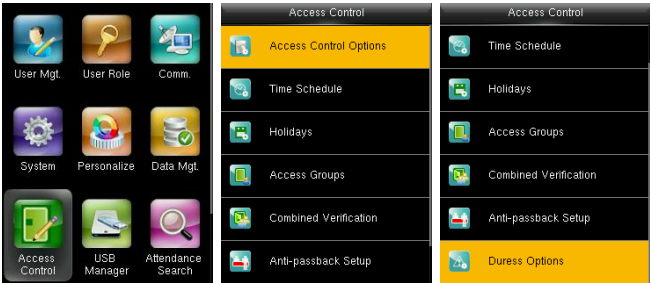 User Mgt.
User Role
Comm.
System
Personalize
Data Mgt.
Access
Control
USB
Manager
Attendance
Search
Access Control
Access Control Options
Time Schedule
Holidays
Access Groups
Combined Verification
Anti-passback Setup
Access Control
Time Schedule
Holidays
Access Groups
Combined Verification
Anti-passback Setup
Duress Options